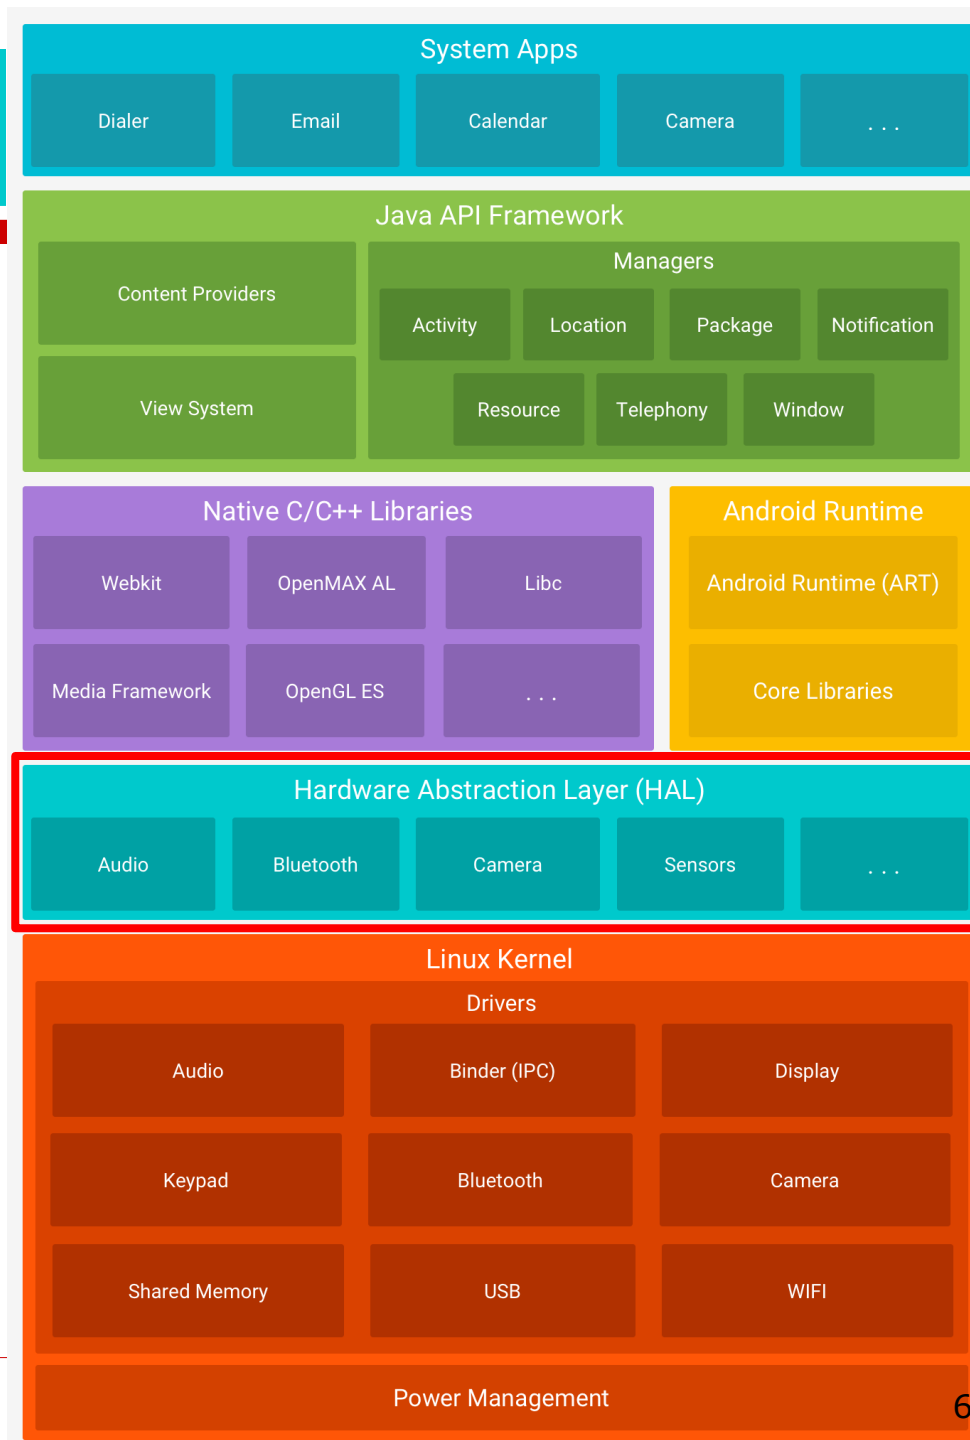 System Apps
Dialer
Email
Calendar
Camera
. . .
Java API Framework
Content Providers
View System
Managers
Activity
Location
Package
Notification
Resource
Telephony
Window
Native C/C++ Libraries
Webkit
OpenMAX AL
Libc
Media Framework
OpenGL ES
. . .
Android Runtime
Android Runtime (ART)
Core Libraries
Hardware Abstraction Layer (HAL)
Audio
Bluetooth
Camera
Sensors
. . .
Linux Kernel
Drivers
Audio
Binder (IPC)
Display
Keypad
Bluetooth
Camera
Shared Memory
USB
WIFI
Power Management
6